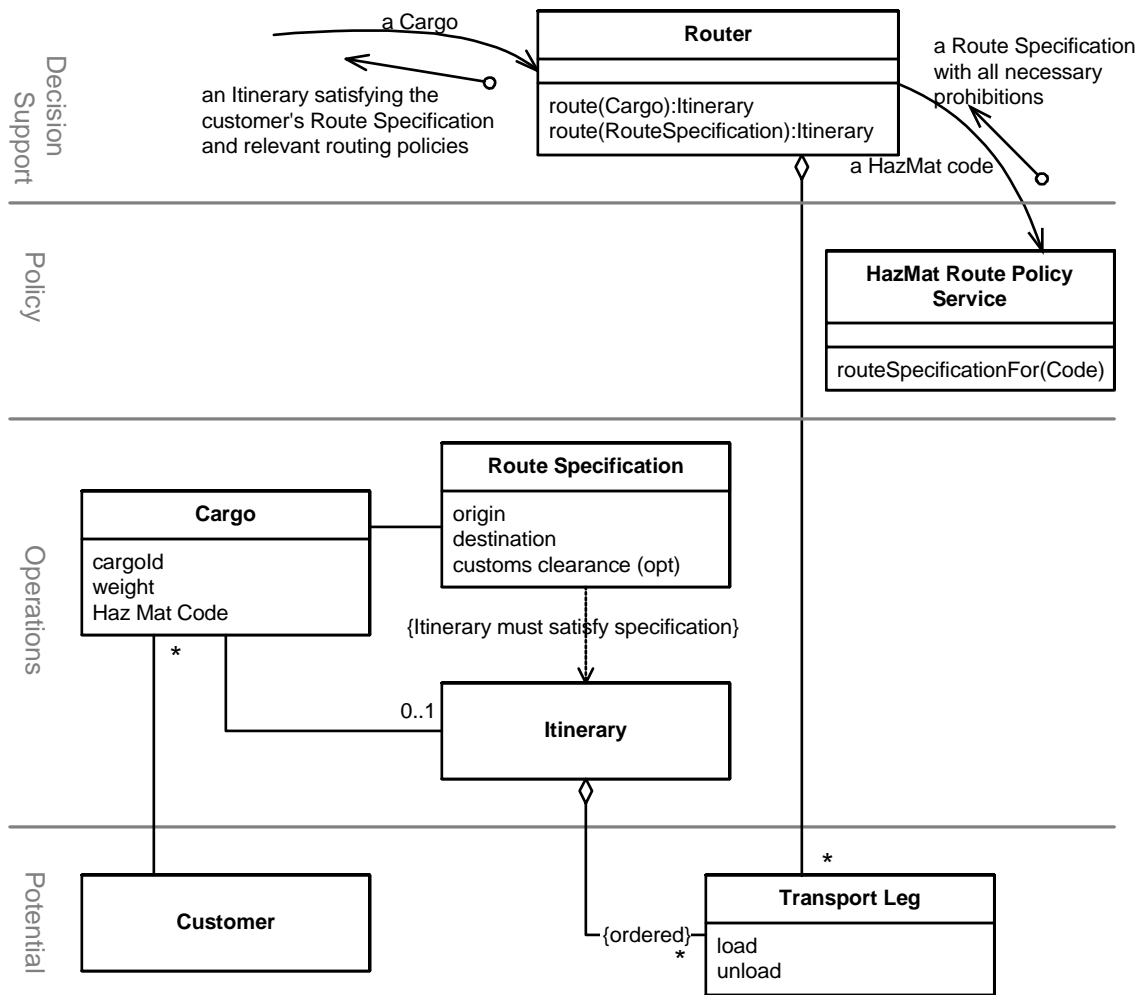 Decision
Support
a Cargo
an Itinerary satisfying the
customer's Route Specification
and relevant routing policies
Router
route(Cargo):Itinerary
route(RouteSpecification):Itinerary
a Route Specification
with all necessary
prohibitions
a HazMat code
Policy
HazMat Route Policy
Service
routeSpecificationFor(Code)
Operations
Cargo
cargoId
weight
Haz Mat Code
Route Specification
origin
destination
customs clearance (opt)
{Itinerary must satisfy specification}
*
0..1
Itinerary
Potential
Customer
{ordered}
*
*
Transport Leg
load
unload